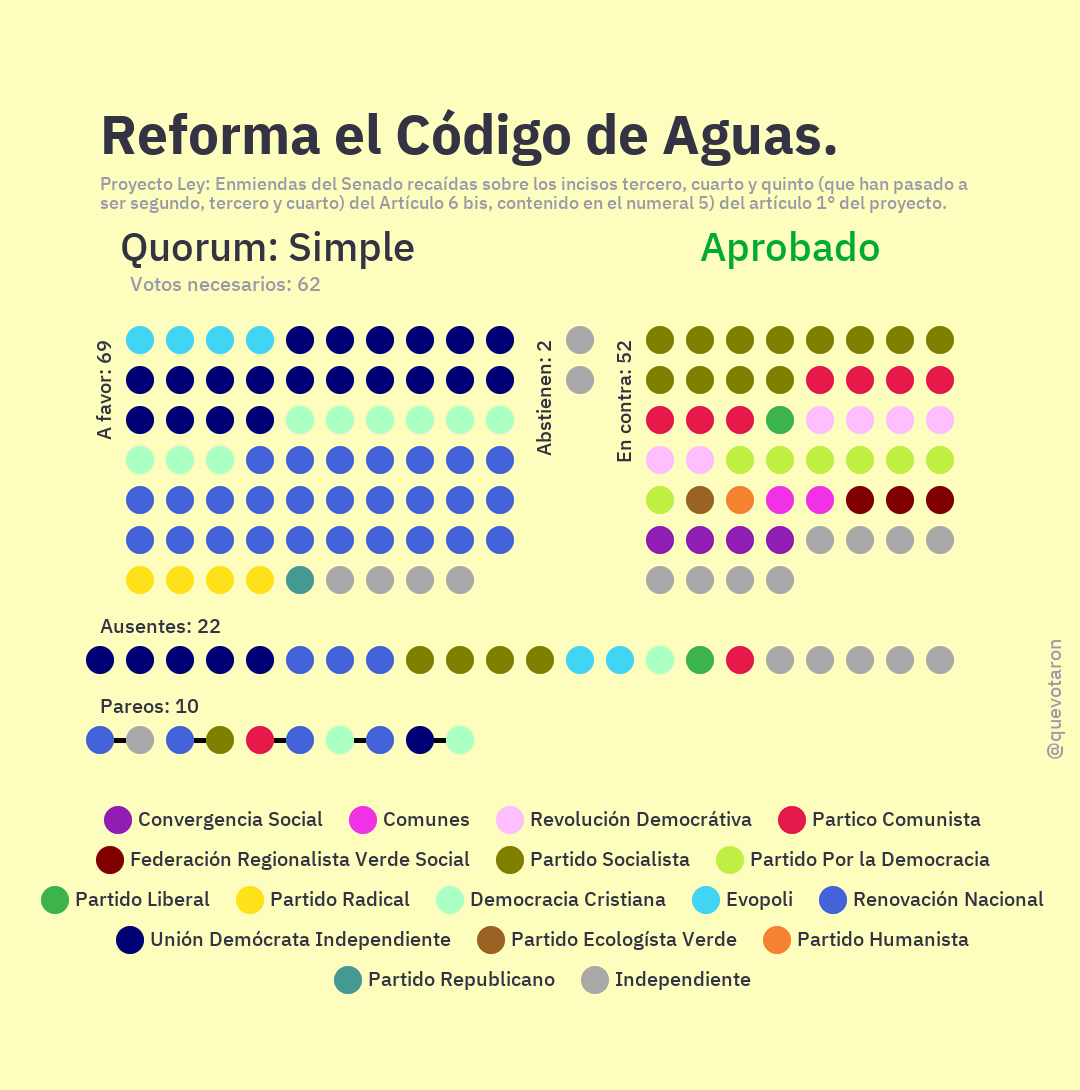 Reforma el Código de Aguas.
Proyecto Ley: Enmiendas del Senado recaídas sobre los incisos tercero, cuarto y quinto (que han pasado a
ser segundo, tercero y cuarto) del Artículo 6 bis, contenido en el numeral 5) del artículo 1° del proyecto.
Quorum: Simple
Aprobado
Votos necesarios: 62
A favor: 69
Abstienen: 2
En contra: 52
Ausentes: 22
Pareos: 10
@quevotaron
Convergencia Social
Comunes
Revolución Democrátiva
Partico Comunista
Federación Regionalista Verde Social
Partido Socialista
Partido Por la Democracia
Partido Liberal
Partido Radical
Democracia Cristiana
Evopoli
Renovación Nacional
Unión Demócrata Independiente
Partido Ecologísta Verde
Partido Humanista
Partido Republicano
Independiente